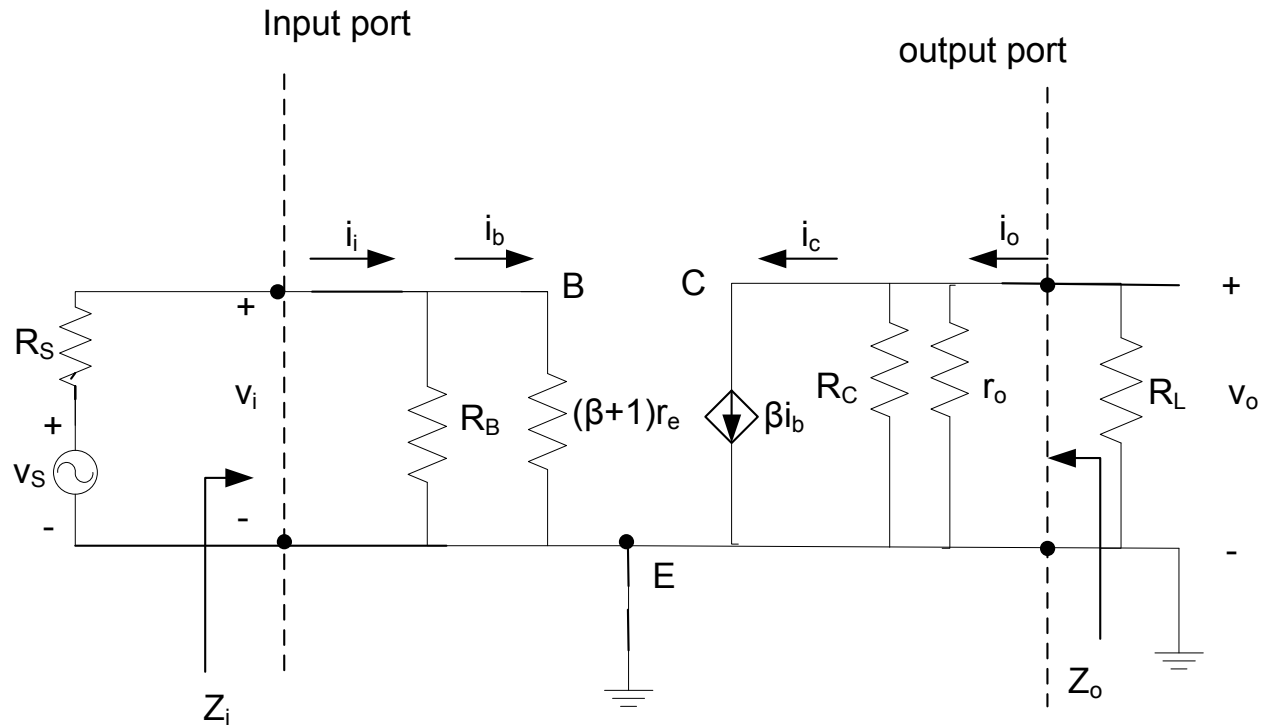 Input port
output port
i_i
i_b
i_c
i_o
B
C
+
+
R_S
v_i
R_B
(β+1)r_e
βi_b
R_C
r_o
R_L
v_o
+
v_S
-
-
-
E
Z_i
Z_o